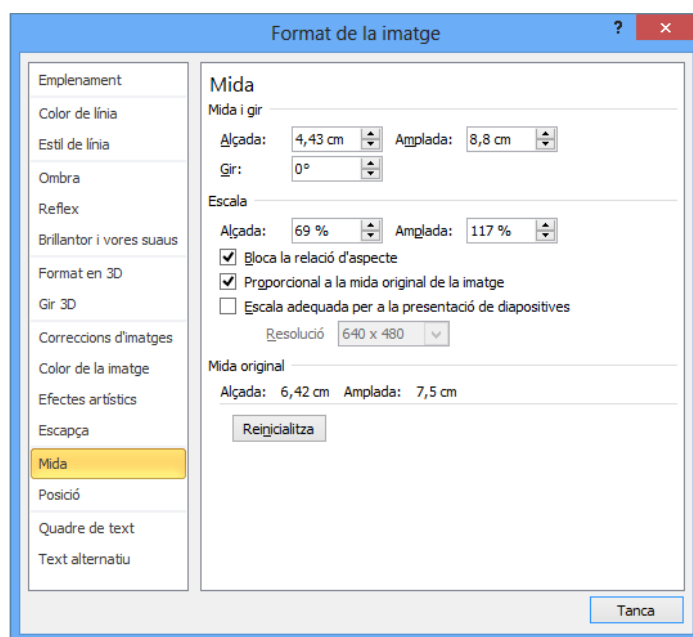 Format de la imatge
?
Emplenament
Color de línia
Estil de línia
Ombra
Reflex
Brillantor i vores suaus
Format en 3D
Gir 3D
Correccions d'imatges
Color de la imatge
Efectes artístics
Escapça
Mida
Posició
Quadre de text
Text alternatiu
Mida
Mida i gir
Alçada: 4,43 cm Amplada: 8,8 cm
Gir: 0°
Escala
Alçada: 69 % Amplada: 117 %
Bloca la relació d'aspecte
Proporcional a la mida original de la imatge
Escala adequada per a la presentació de diapositives
Resolució 640 x 480
Mida original
Alçada: 6,42 cm Amplada: 7,5 cm
Reinicialitza
Tanca